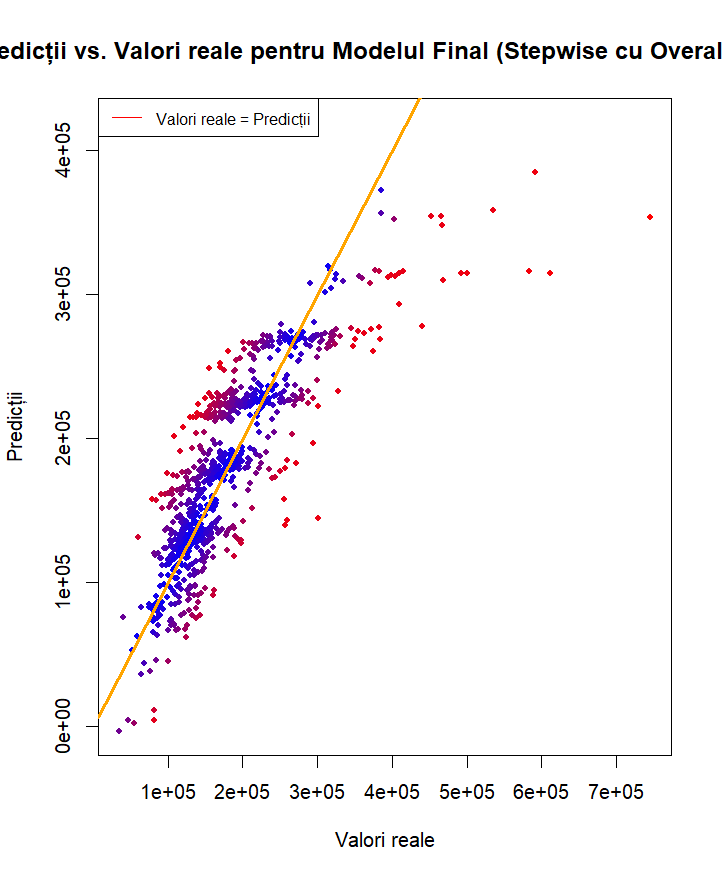 edicții vs. Valori reale pentru Modelul Final (Stepwise cu Overal
Valori reale = Predicții
Predicții
4e+05
3e+05
2e+05
1e+05
0e+00
1e+05 2e+05 3e+05 4e+05 5e+05 6e+05 7e+05
Valori reale